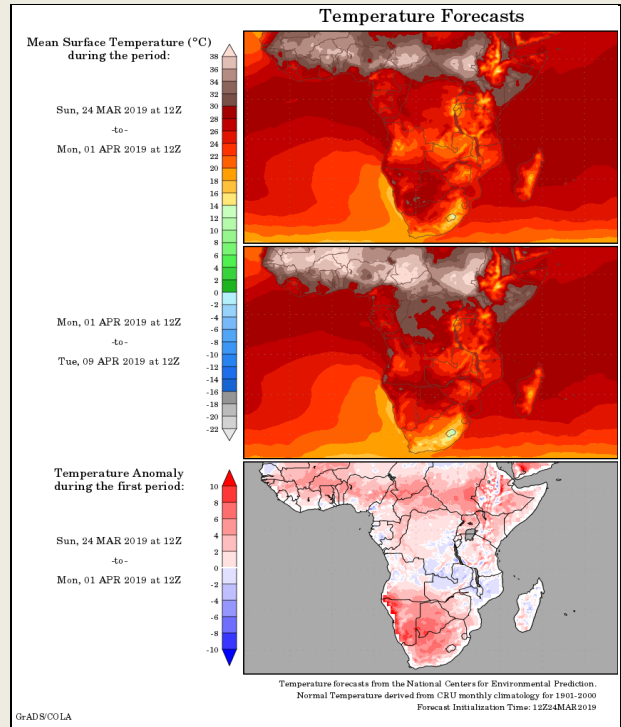 Temperature Forecasts
Mean Surface Temperature (°C)
during the period:
Sun, 24 MAR 2019 at 12Z
-to-
Mon, 01 APR 2019 at 12Z
38
36
34
32
30
28
26
24
22
20
18
16
14
12
10
8
6
4
2
0
-2
-4
-6
-8
-10
-12
-14
-16
-18
-20
-22
Mon, 01 APR 2019 at 12Z
-to-
Tue, 09 APR 2019 at 12Z
Temperature Anomaly
during the first period:
Sun, 24 MAR 2019 at 12Z
-to-
Mon, 01 APR 2019 at 12Z
10
8
6
4
2
0
-2
-4
-6
-8
-10
Temperature forecasts from the National Centers for Environmental Prediction.
Normal Temperature derived from CRU monthly climatology for 1901-2000
Forecast Initialization Time: 12Z24MAR2019
GrADS/COLA